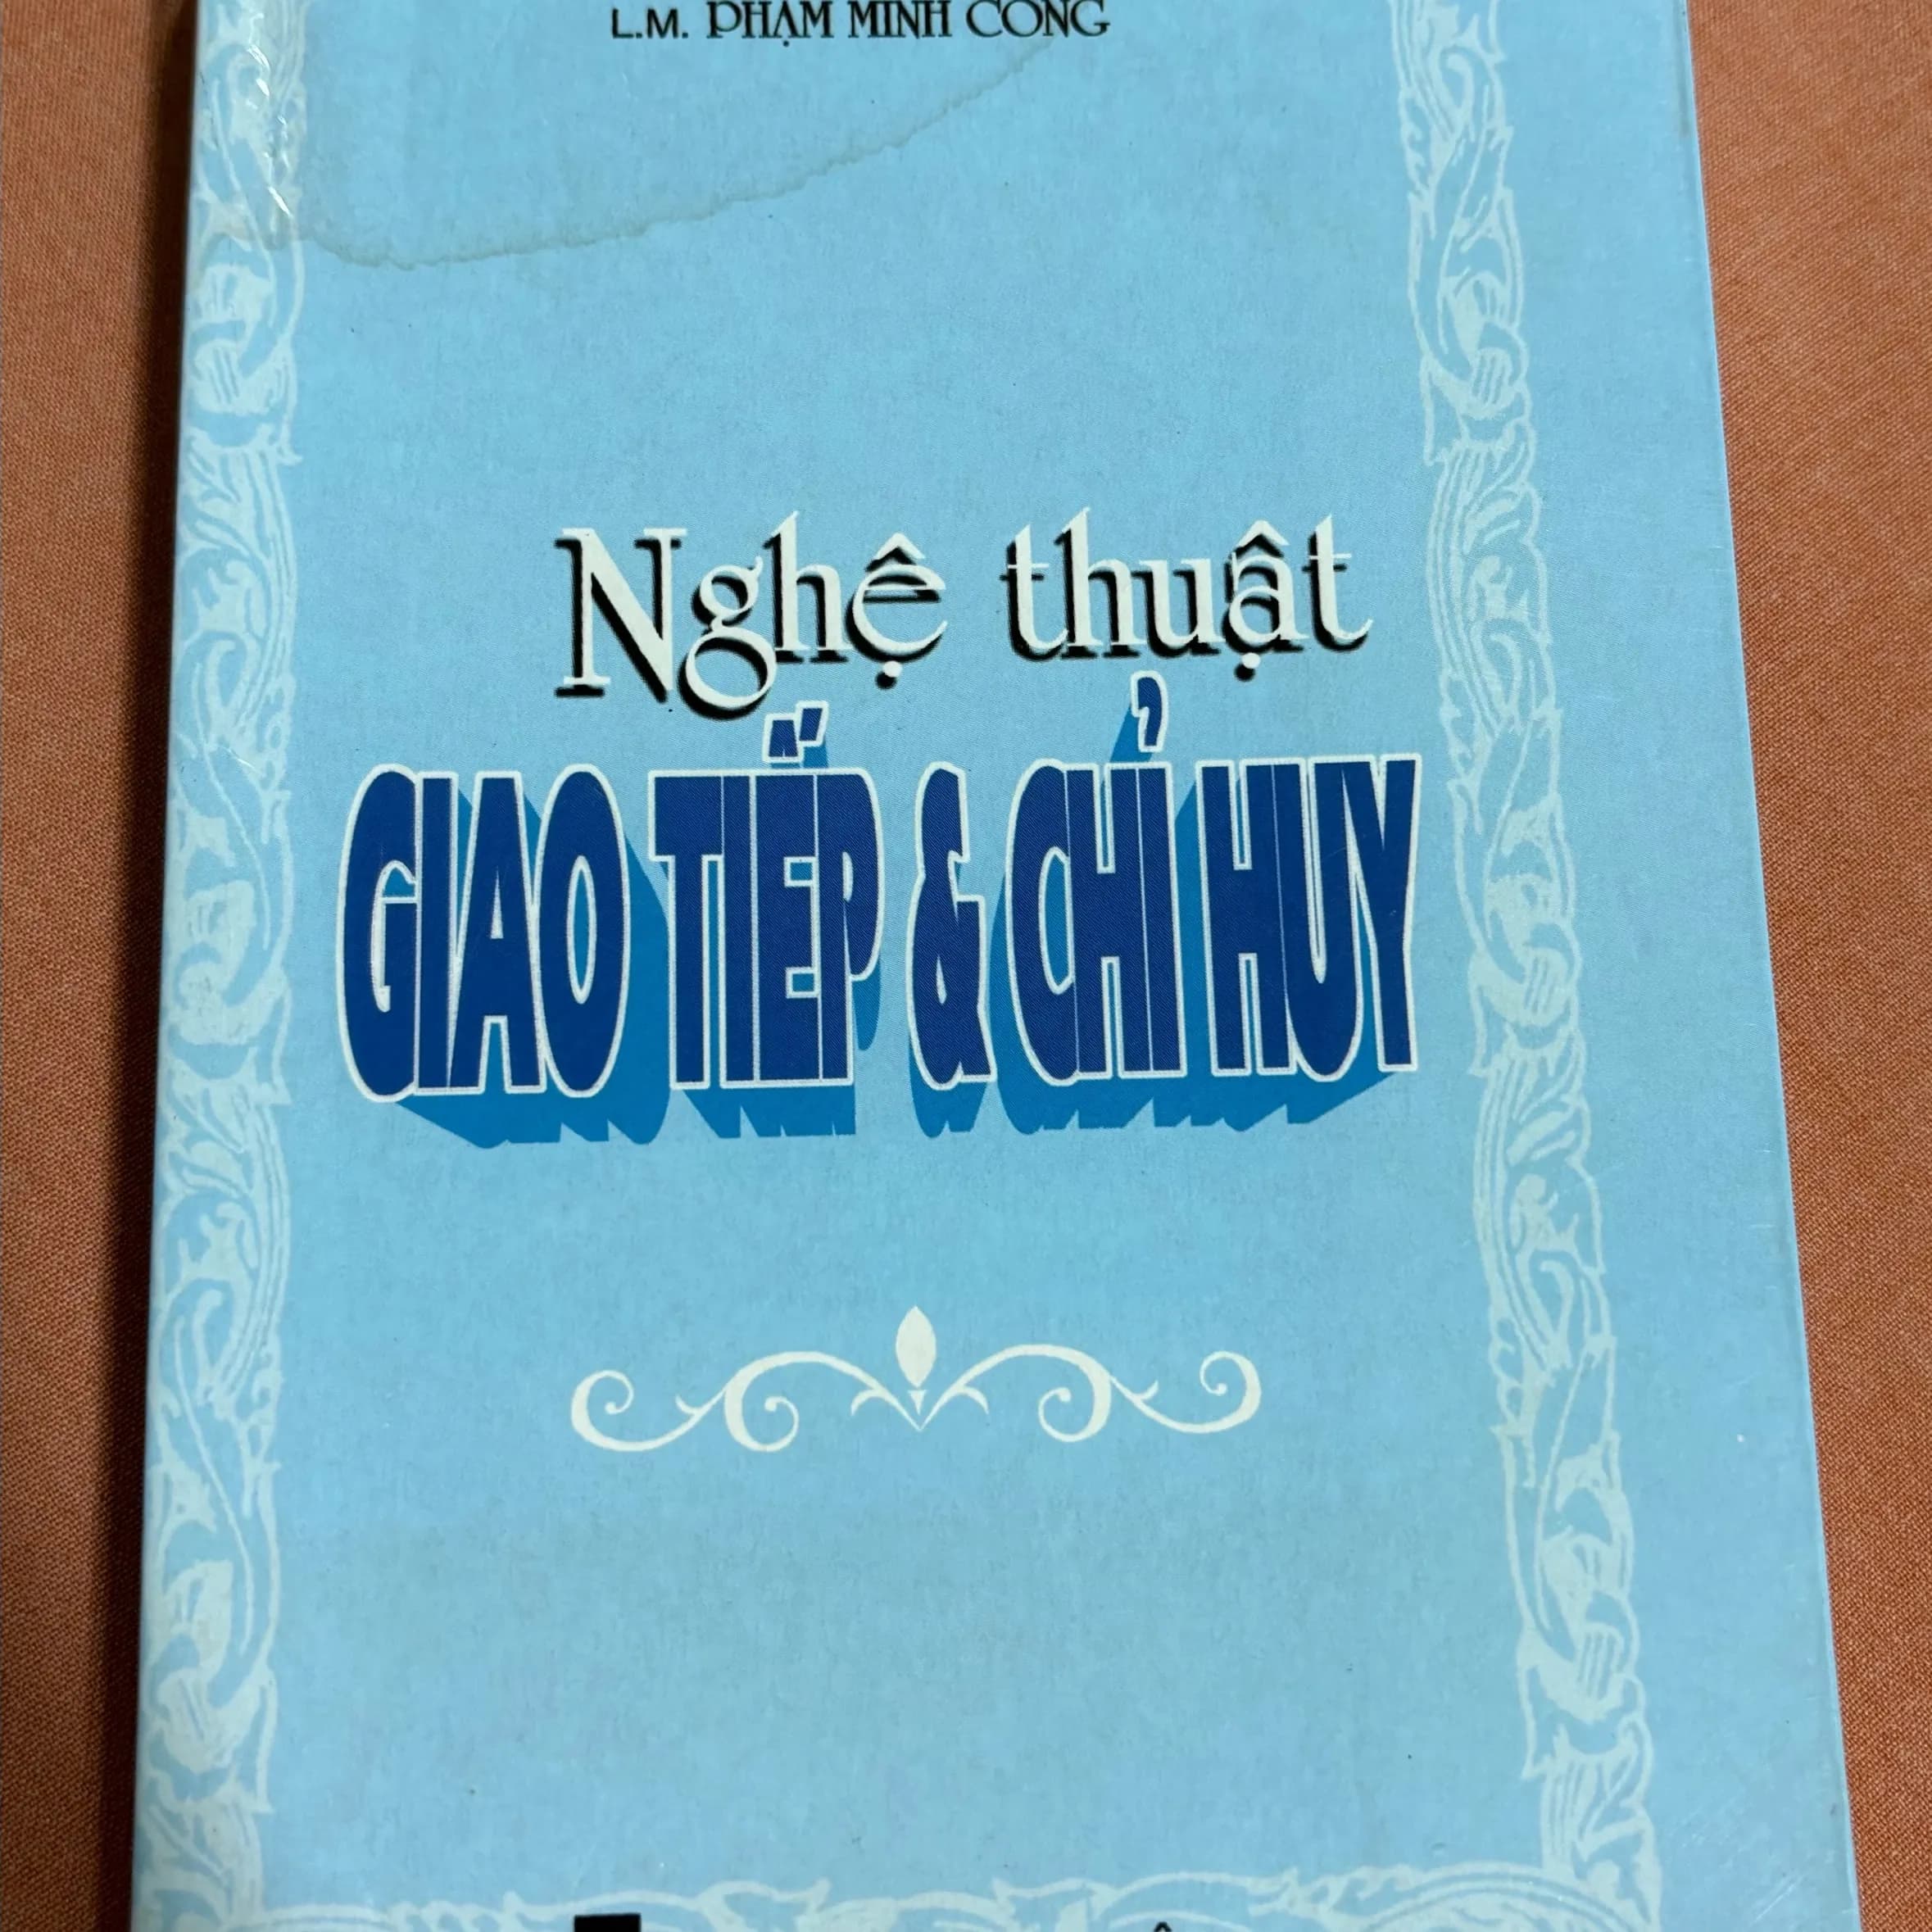 L.M. PHẠM MINH CÔNG
Nghệ thuật
GIAO TIẾP & CHỈ HUY